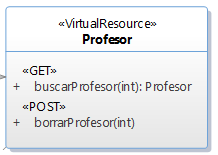 «VirtualResource»
Profesor
«GET»
+ buscarProfesor(int): Profesor
«POST»
+ borrarProfesor(int)